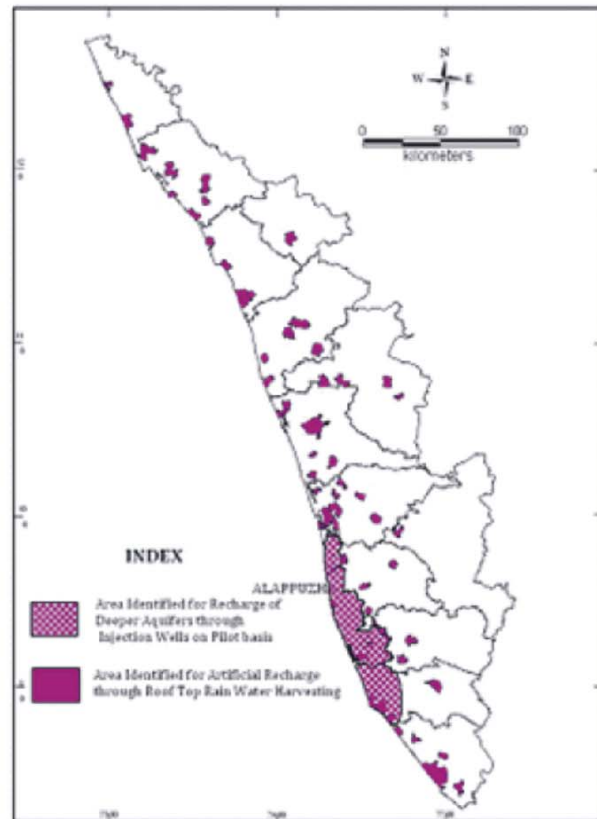 N
W E
S
0 50 100
kilometers
INDEX
ALAPPUZH
Area Identified for Recharge of
Deeper Aquifers through
Injection Wells on Pilot basis
Area Identified for Artificial Recharge
through Roof Top Rain Water Harvesting